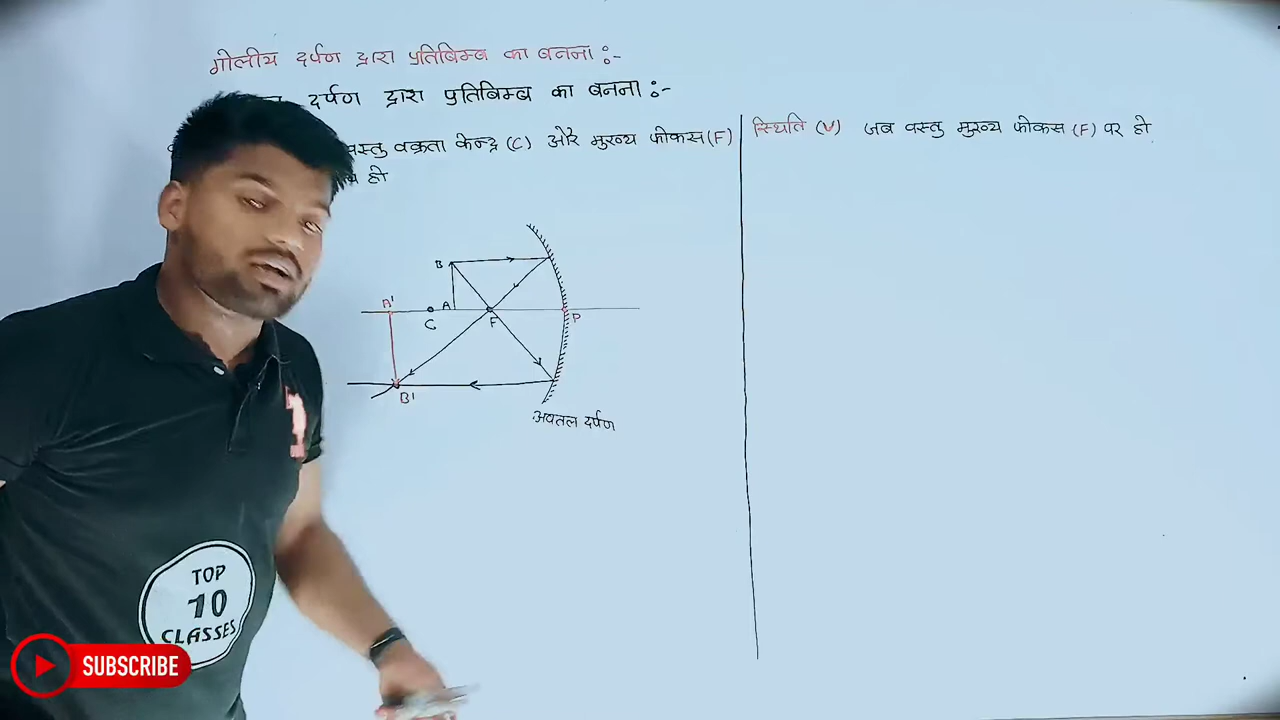 गोलीय दर्पण द्वारा प्रतिबिम्ब का बनना :-
दर्पण द्वारा प्रतिबिम्ब का बनना :-
वस्तु वक्रता केन्द्र (C) और मुख्य फोकस (F)
हो
स्थिति (V) जब वस्तु मुख्य फोकस (F) पर हो
B
A' C A F P
B'
अवतल दर्पण
TOP
10
CLASSES
SUBSCRIBE